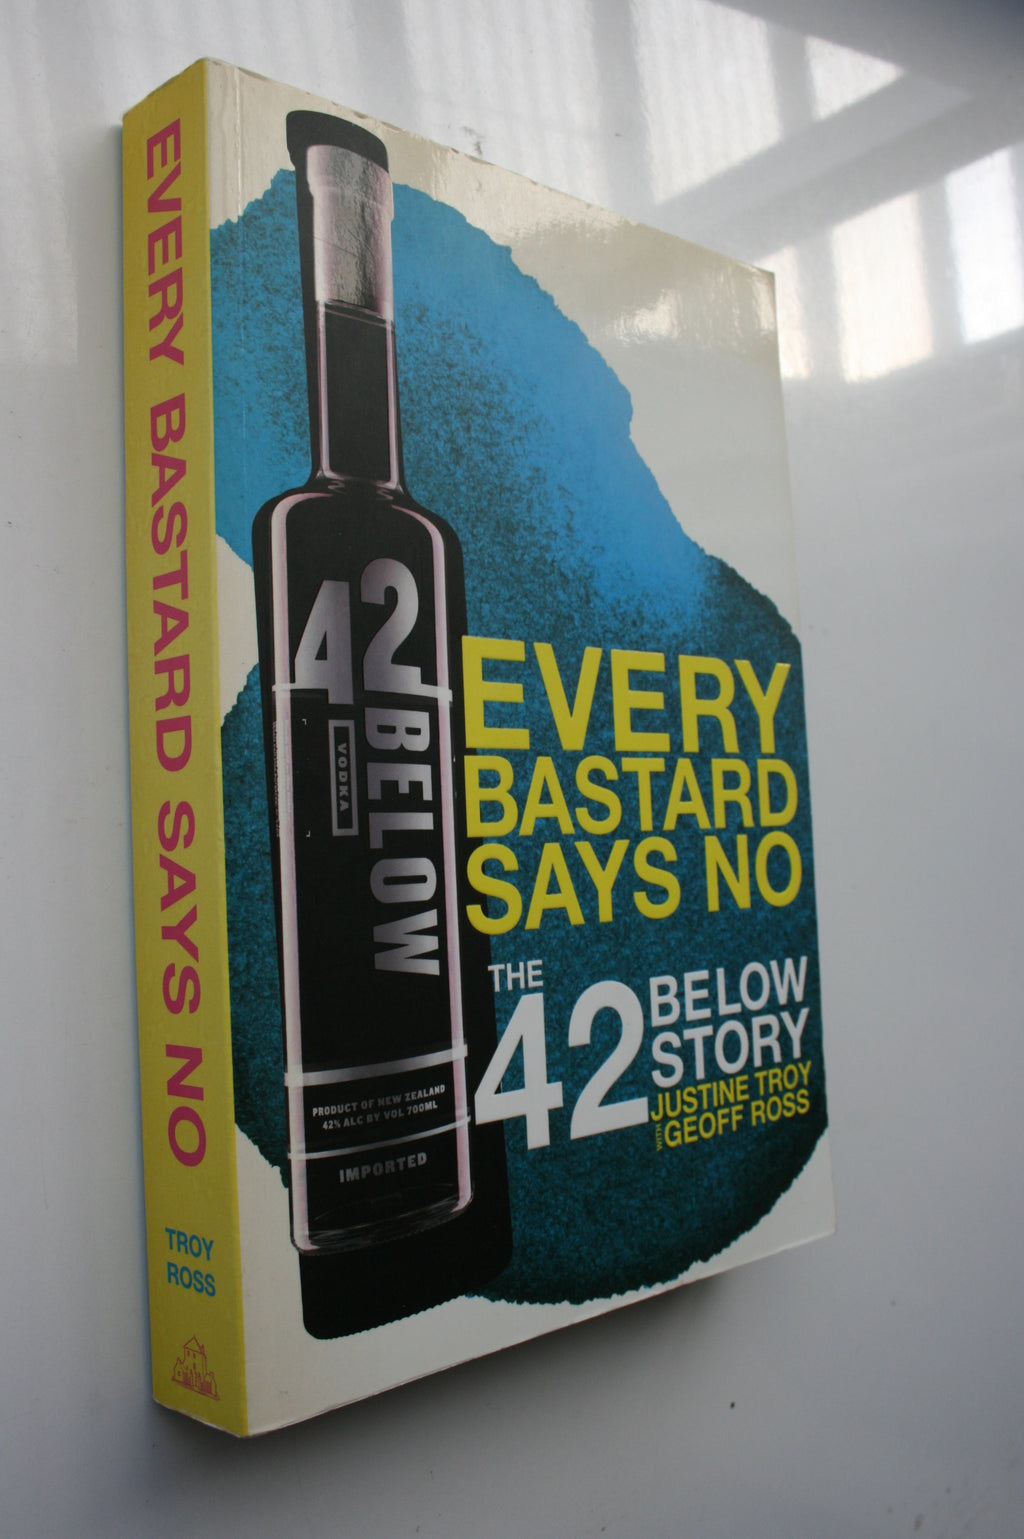 EVERY BASTARD SAYS NO
TROY
ROSS
42
BELOW
VODKA
PRODUCT OF NEW ZEALAND
42% ALC BY VOL 700ML
IMPORTED
EVERY
BASTARD
SAYS NO
THE
42
BELOW
STORY
JUSTINE TROY
WITH GEOFF ROSS